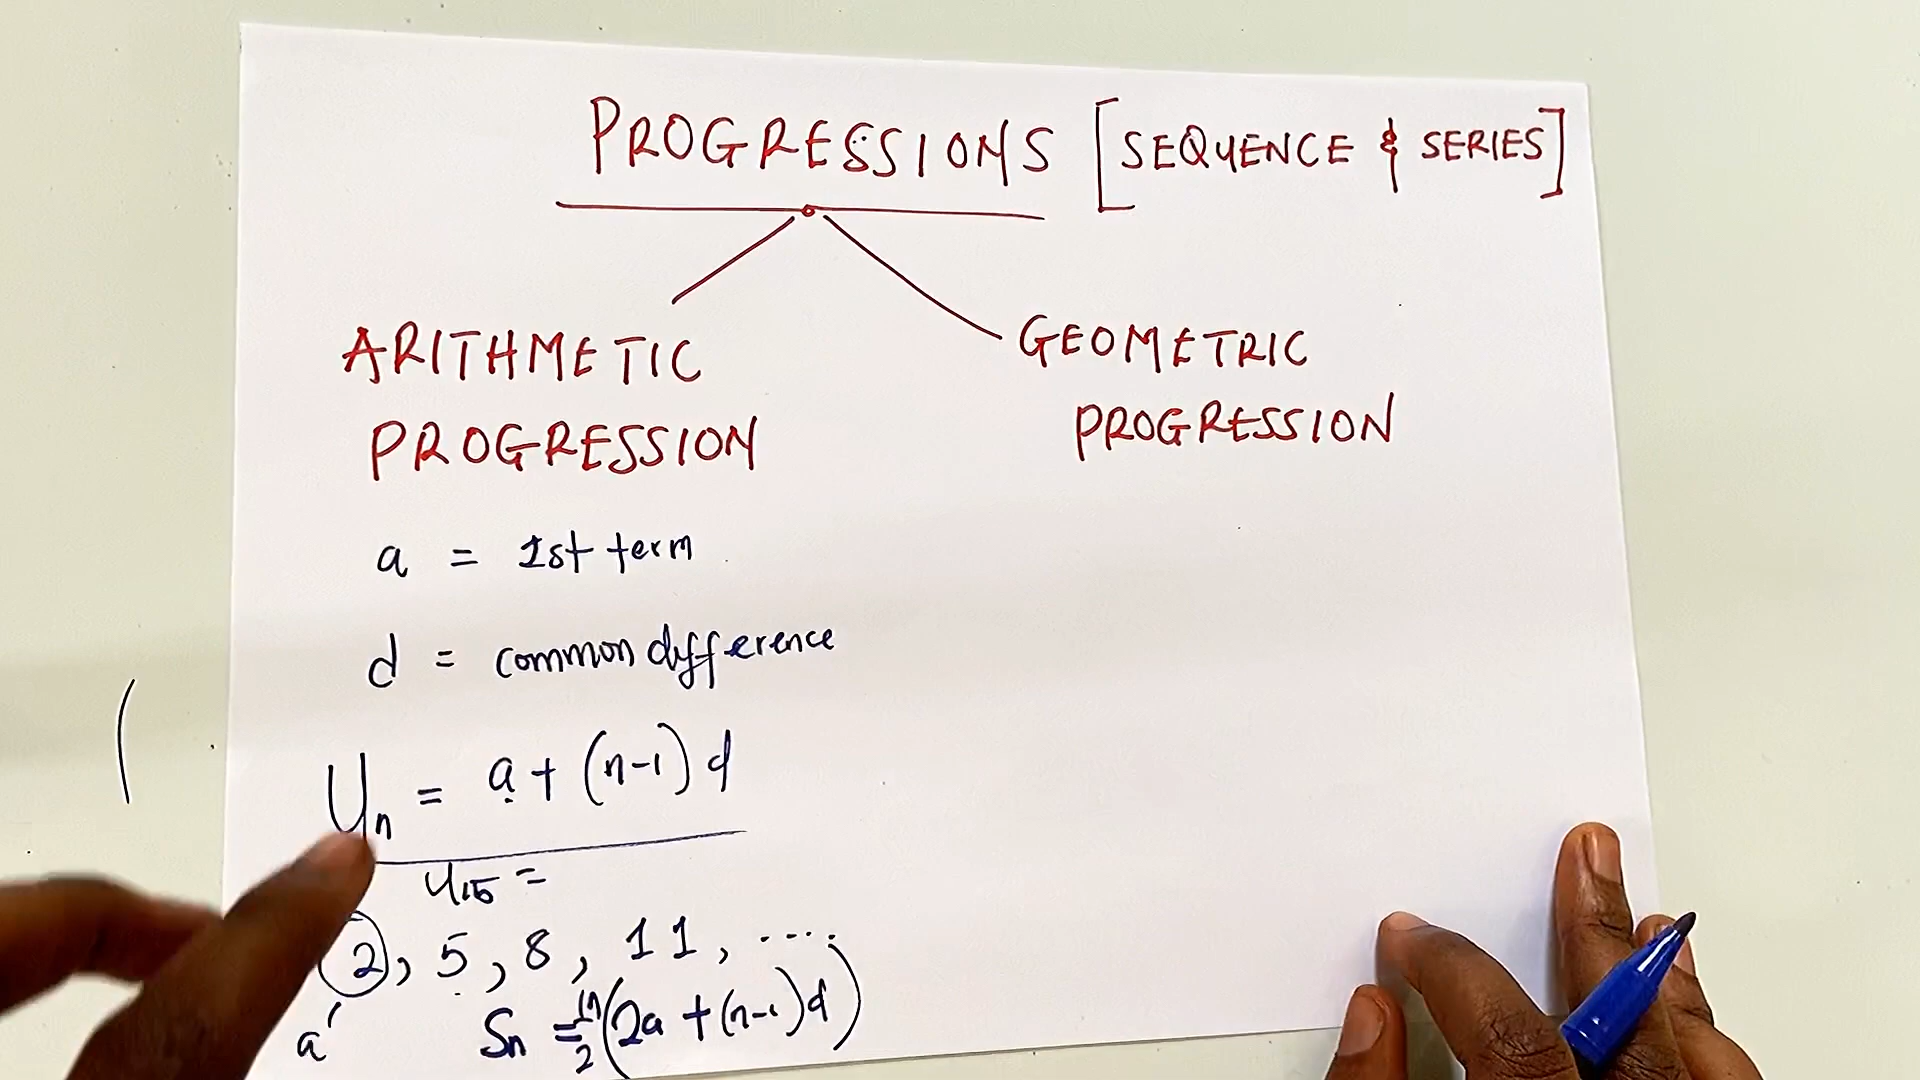 PROGRESSIONS [SEQUENCE & SERIES]
ARITHMETIC
PROGRESSION
GEOMETRIC
PROGRESSION
a = 1st term
d = common difference
Un = a + (n-1)d
U15 =
2, 5, 8, 11, ....
a
Sn = n/2 (2a + (n-1)d)